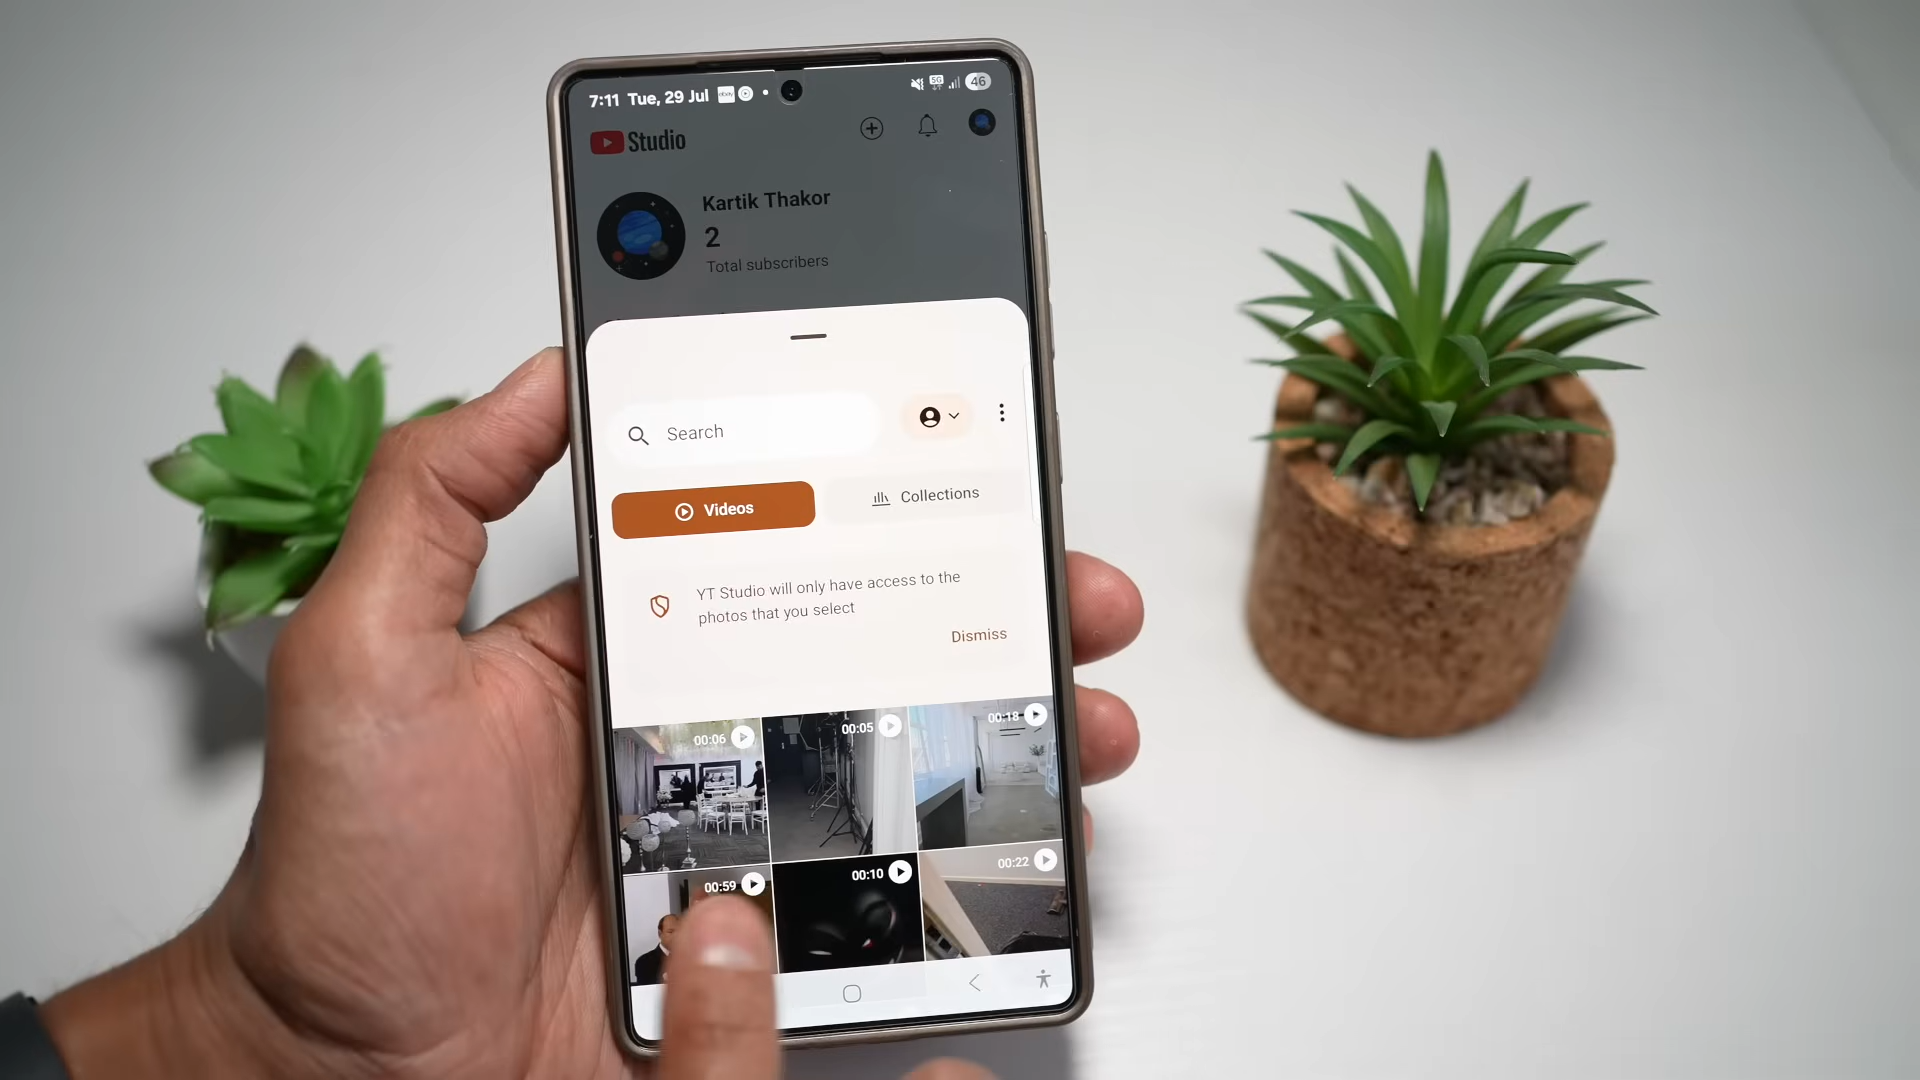 7:11 Tue, 29 Jul
5G
46
Studio
Kartik Thakor
2
Total subscribers
Search
Videos
Collections
YT Studio will only have access to the
photos that you select
Dismiss
00:06
00:05
00:18
00:59
00:10
00:22